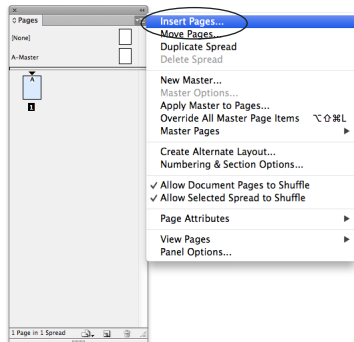 Pages
[None]
A-Master
A
1
1 Page in 1 Spread
Insert Pages...
Move Pages...
Duplicate Spread
Delete Spread
New Master...
Master Options...
Apply Master to Pages...
Override All Master Page Items ⌥⇧⌘L
Master Pages
Create Alternate Layout...
Numbering & Section Options...
Allow Document Pages to Shuffle
Allow Selected Spread to Shuffle
Page Attributes
View Pages
Panel Options...